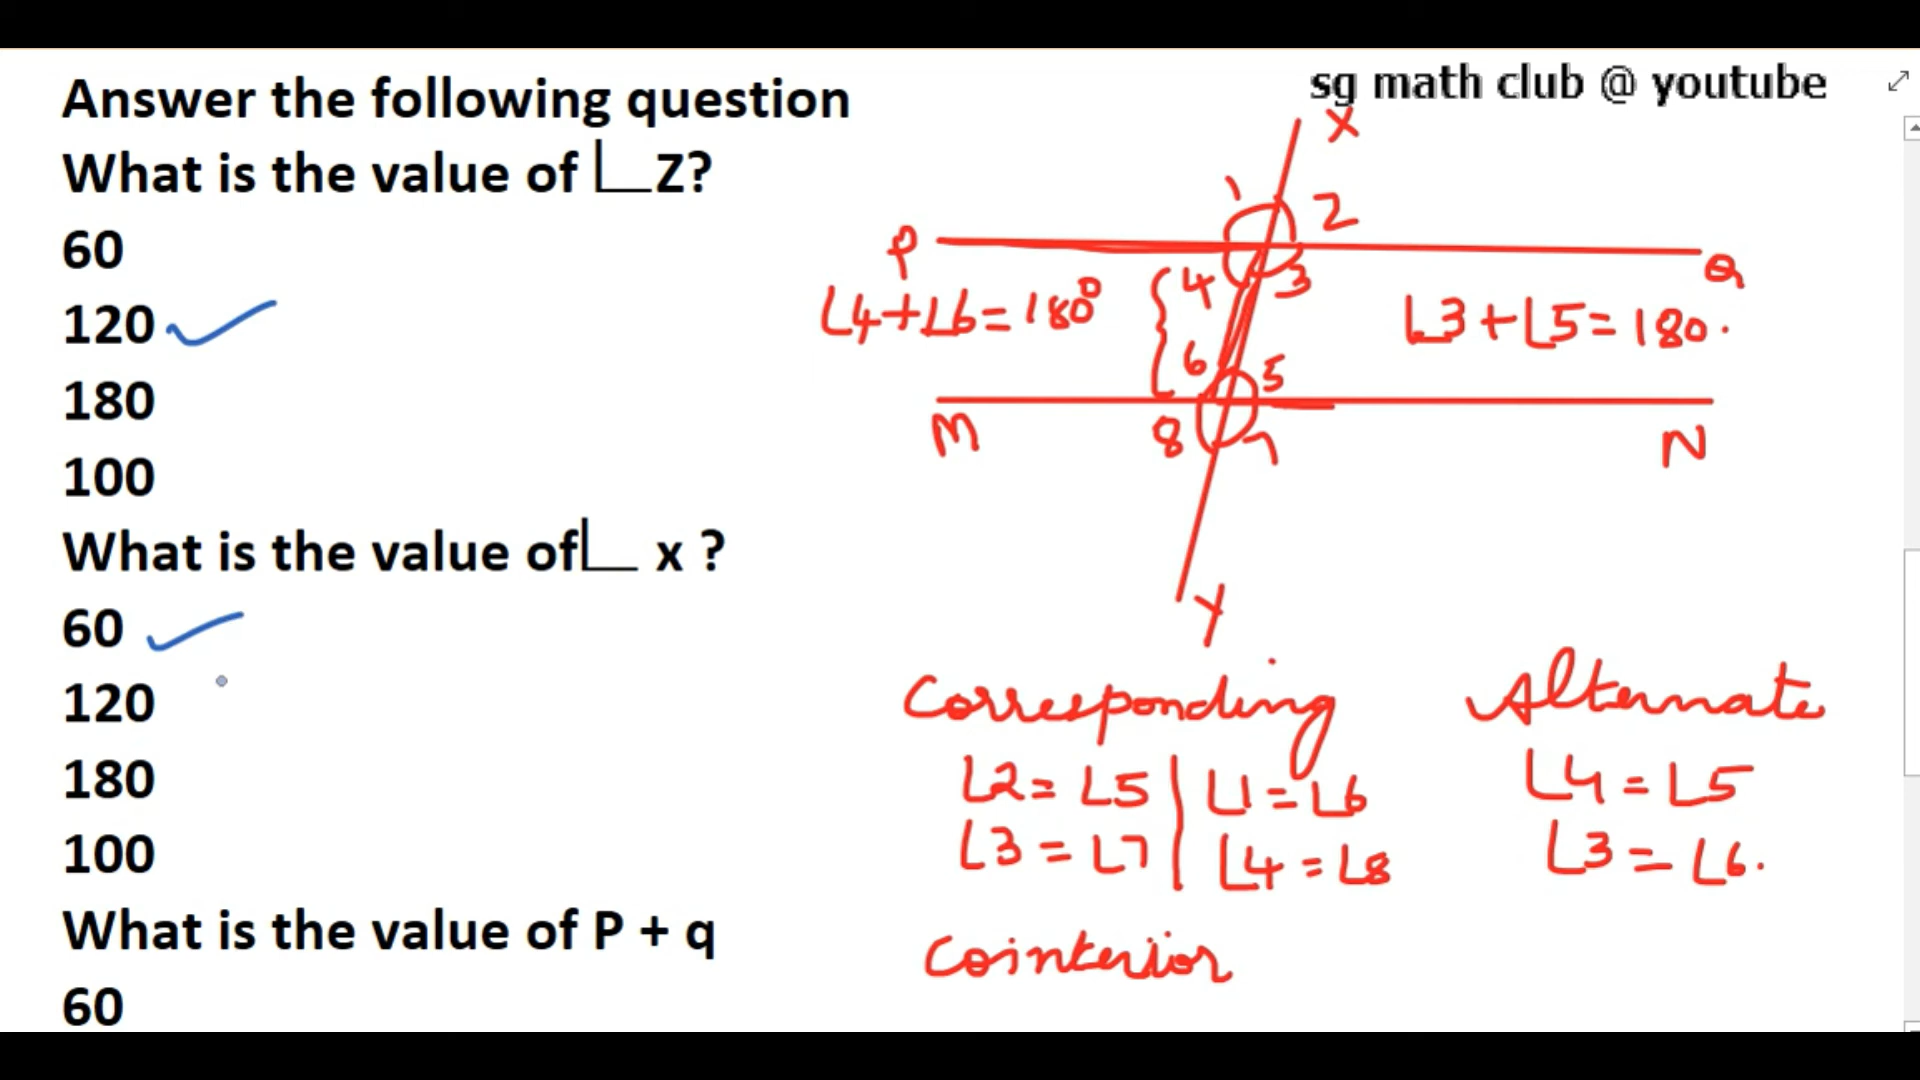 sg math club @ youtube
Answer the following question
What is the value of ∟Z?
60
120
180
100
What is the value of∟ x ?
60
120
180
100
What is the value of P + q
60
X
1
2
P
Q
4
3
∟4+∟6=180°
∟3+∟5=180.
6
5
M
8
7
N
Y
Corresponding
∟2=∟5 | ∟1=∟6
∟3=∟7 | ∟4=∟8
Alternate
∟4=∟5
∟3=∟6.
Cointerior